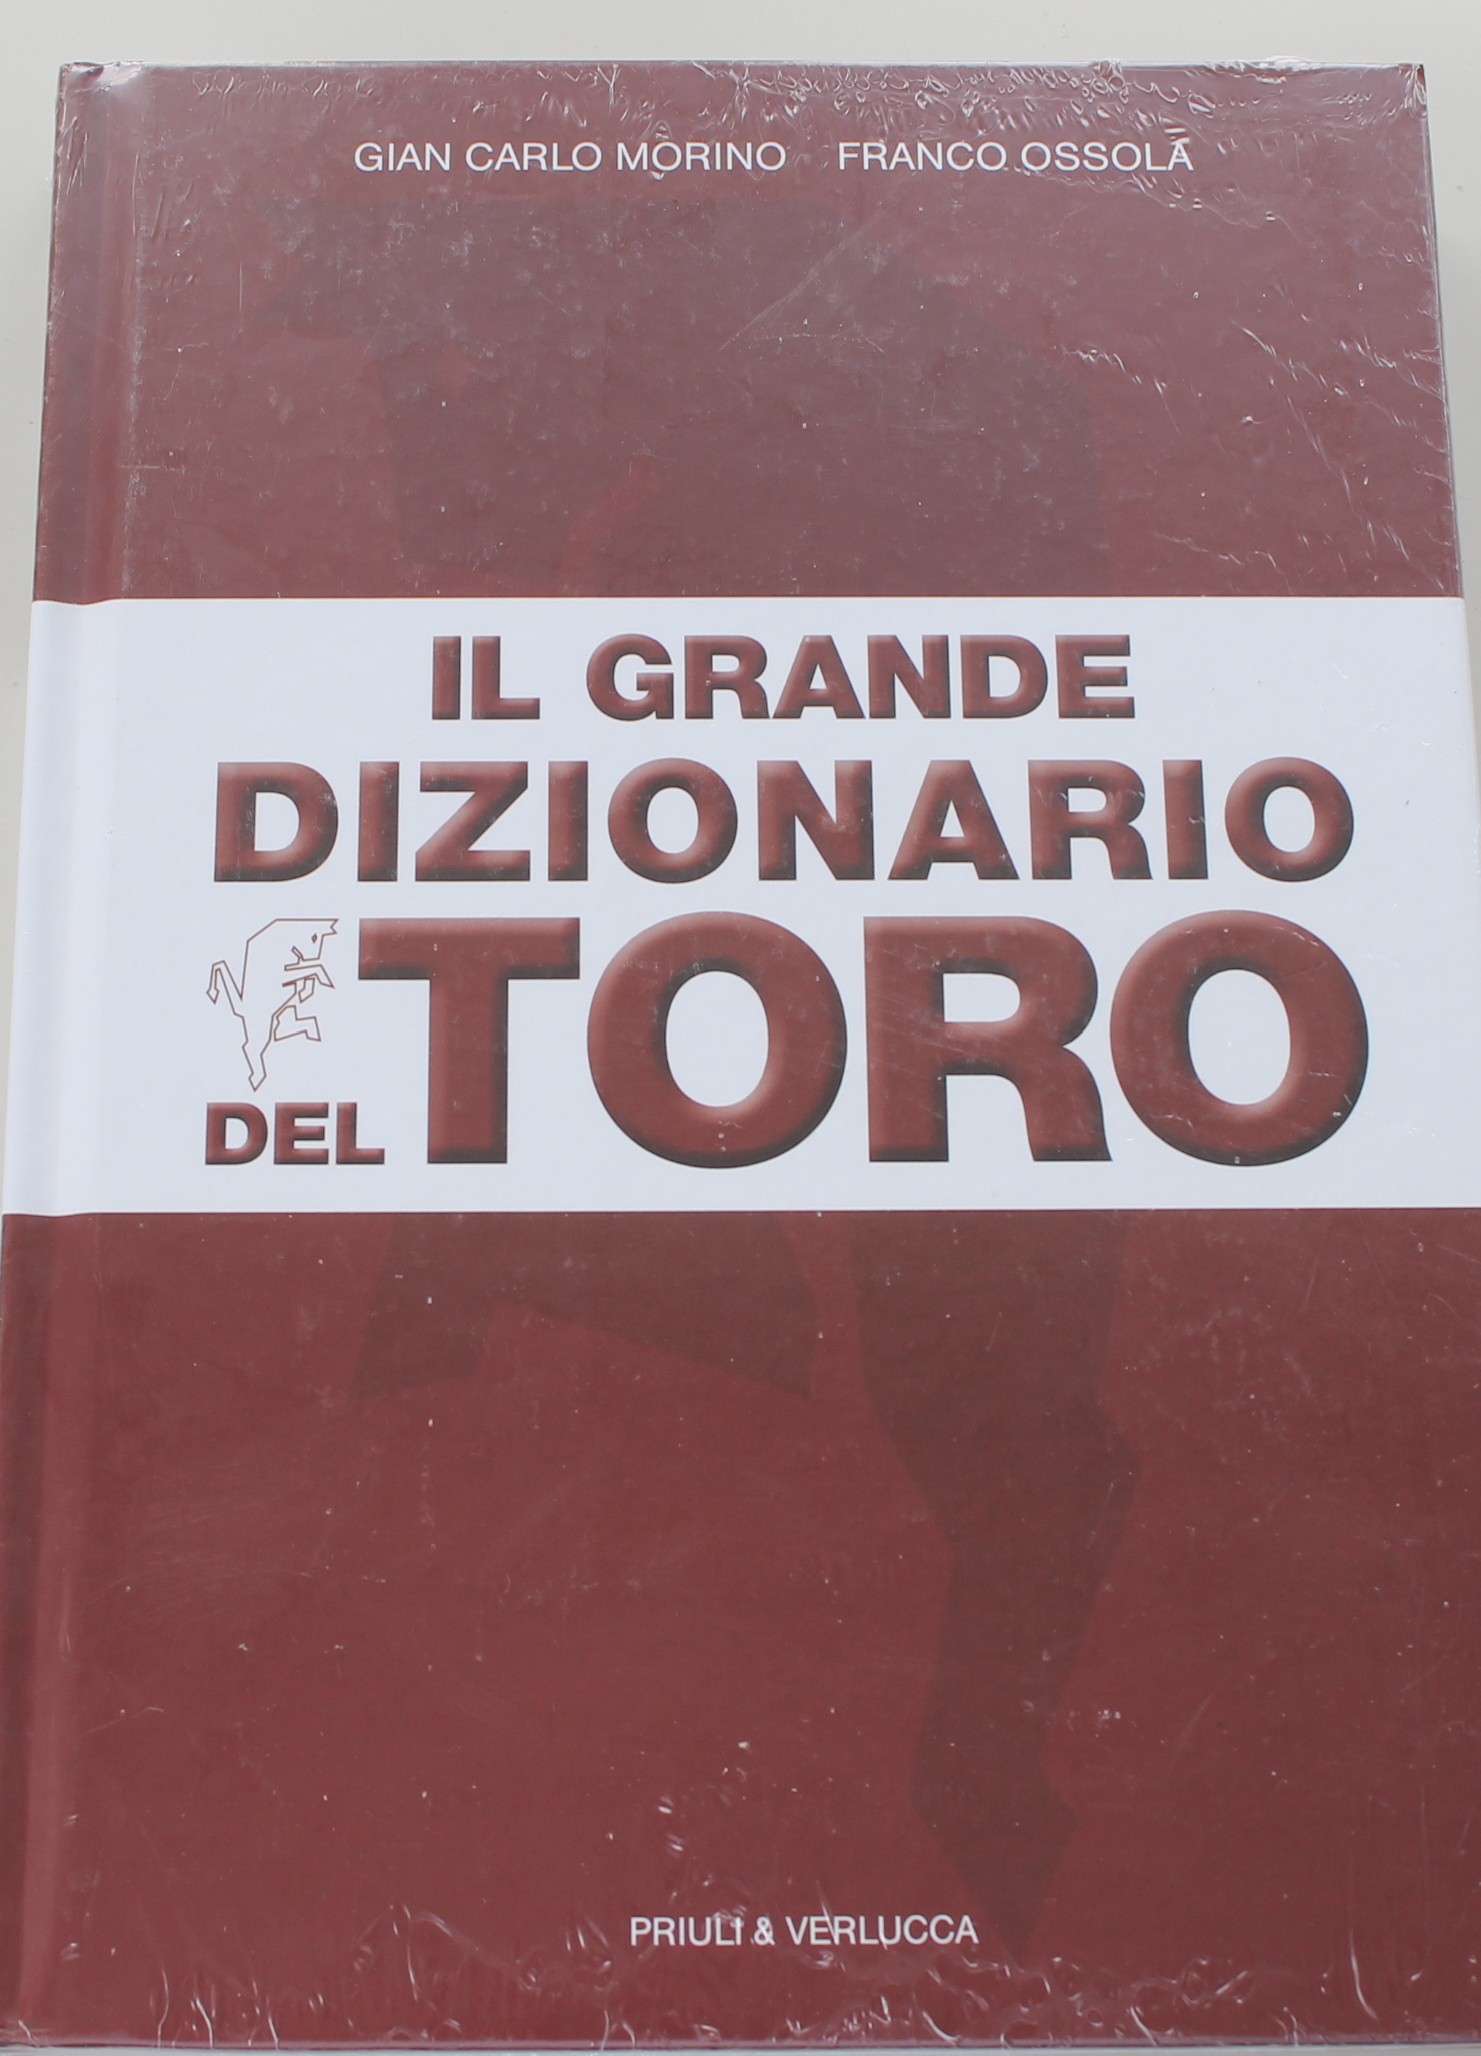 GIAN CARLO MORINO FRANCO OSSOLA
IL GRANDE
DIZIONARIO
DEL TORO
PRIULI & VERLUCCA